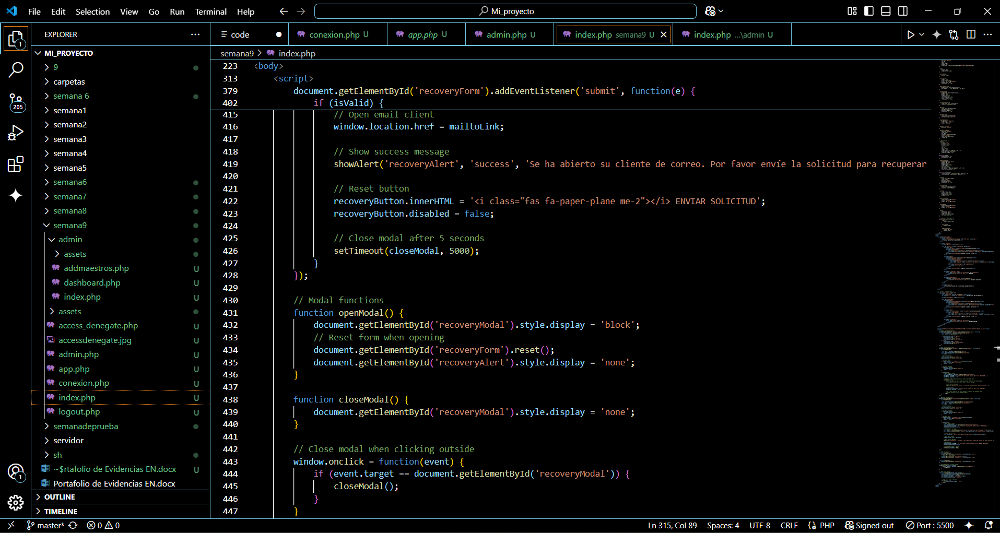 File Edit Selection View Go Run Terminal Help
Mi_proyecto
EXPLORER
code
conexion.php U
app.php U
admin.php U
index.php semana9 U
index.php ...\admin U
1
205
1
MI_PROYECTO
9
carpetas
semana 6
semana1
semana2
semana3
semana4
semana5
semana6
semana7
semana8
semana9
admin
assets
addmaestros.php U
dashboard.php U
index.php U
assets
access_denegate.php U
accessdenegate.jpg U
admin.php U
app.php U
conexion.php U
index.php U
logout.php U
semanadeprueba
servidor
sh
~$rtafolio de Evidencias EN.docx U
Portafolio de Evidencias EN.docx
OUTLINE
TIMELINE
semana9 > index.php
223 <body>
313 <script>
379 document.getElementById('recoveryForm').addEventListener('submit', function(e) {
402 if (isValid) {
415 // Open email client
416 window.location.href = mailtoLink;
417
418 // Show success message
419 showAlert('recoveryAlert', 'success', 'Se ha abierto su cliente de correo. Por favor envíe la solicitud para recuperar
420
421 // Reset button
422 recoveryButton.innerHTML = '<i class="fas fa-paper-plane me-2"></i> ENVIAR SOLICITUD';
423 recoveryButton.disabled = false;
424
425 // Close modal after 5 seconds
426 setTimeout(closeModal, 5000);
427 }
428 });
429
430 // Modal functions
431 function openModal() {
432 document.getElementById('recoveryModal').style.display = 'block';
433 // Reset form when opening
434 document.getElementById('recoveryForm').reset();
435 document.getElementById('recoveryAlert').style.display = 'none';
436 }
437
438 function closeModal() {
439 document.getElementById('recoveryModal').style.display = 'none';
440 }
441
442 // Close modal when clicking outside
443 window.onclick = function(event) {
444 if (event.target == document.getElementById('recoveryModal')) {
445 closeModal();
446 }
447 }
master* 0 0 Ln 315, Col 89 Spaces: 4 UTF-8 CRLF PHP Signed out Port : 5500